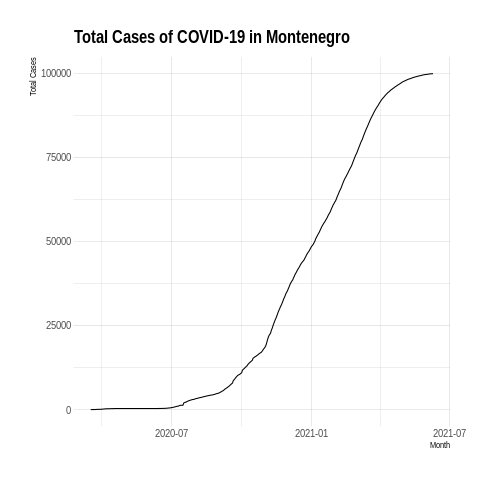 Total Cases of COVID-19 in Montenegro
Total Cases
100000
75000
50000
25000
0
2020-07
2021-01
2021-07
Month